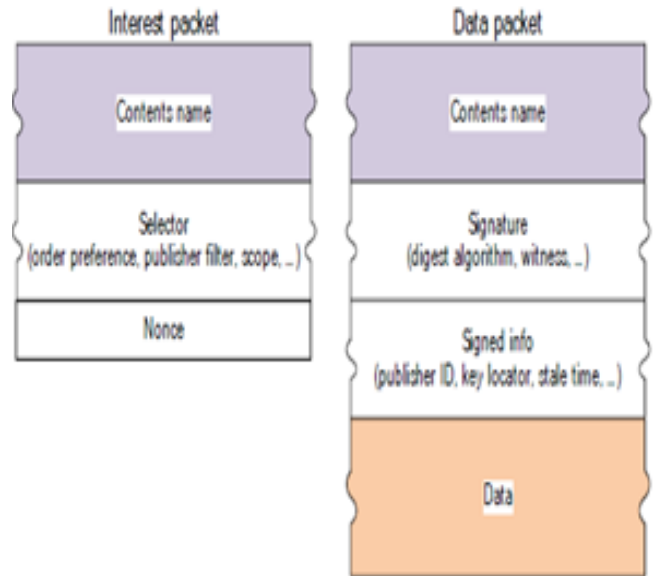 Interest packet
Contents name
Selector
(order preference, publisher filter, scope, ...)
Nonce
Data packet
Contents name
Signature
(digest algorithm, witness, ...)
Signed info
(publisher ID, key locator, stale time, ...)
Data